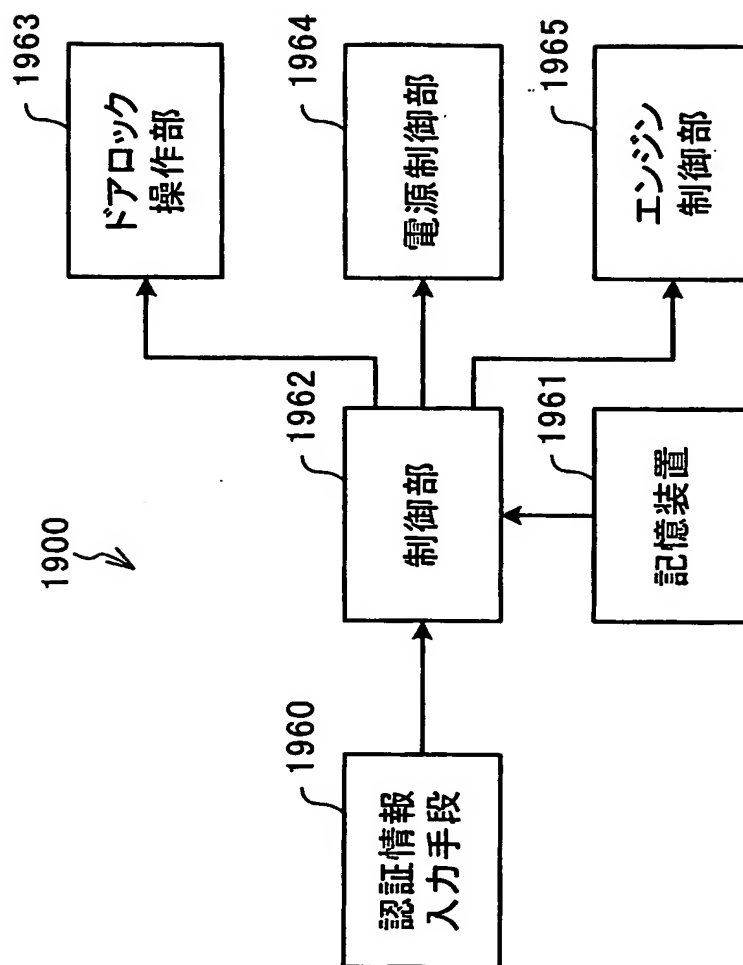 1900
1960
認証情報
入力手段
1962
制御部
1961
記憶装置
1963
ドアロック
操作部
1964
電源制御部
1965
エンジン
制御部